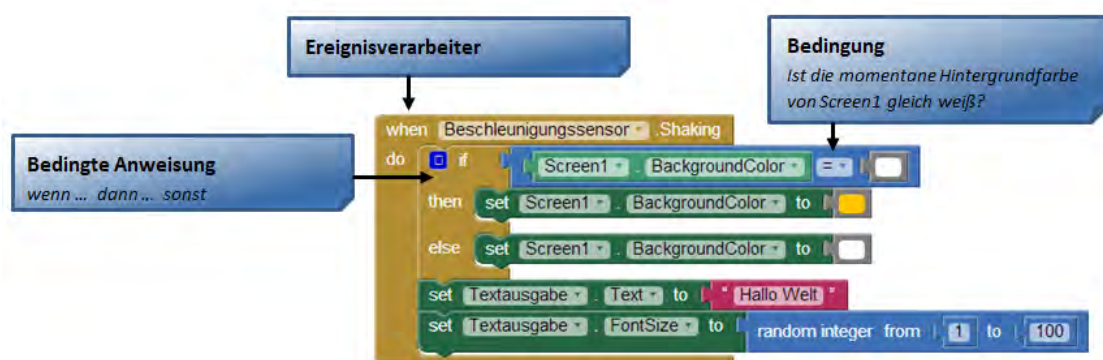 Ereignisverarbeiter
Bedingung
Ist die momentane Hintergrundfarbe
von Screen1 gleich weiß?
Bedingte Anweisung
wenn ... dann ... sonst
when Beschleunigungssensor .Shaking
do if Screen1 . BackgroundColor =
then set Screen1 . BackgroundColor to
else set Screen1 . BackgroundColor to
set Textausgabe . Text to " Hallo Welt "
set Textausgabe . FontSize to random integer from 1 to 100